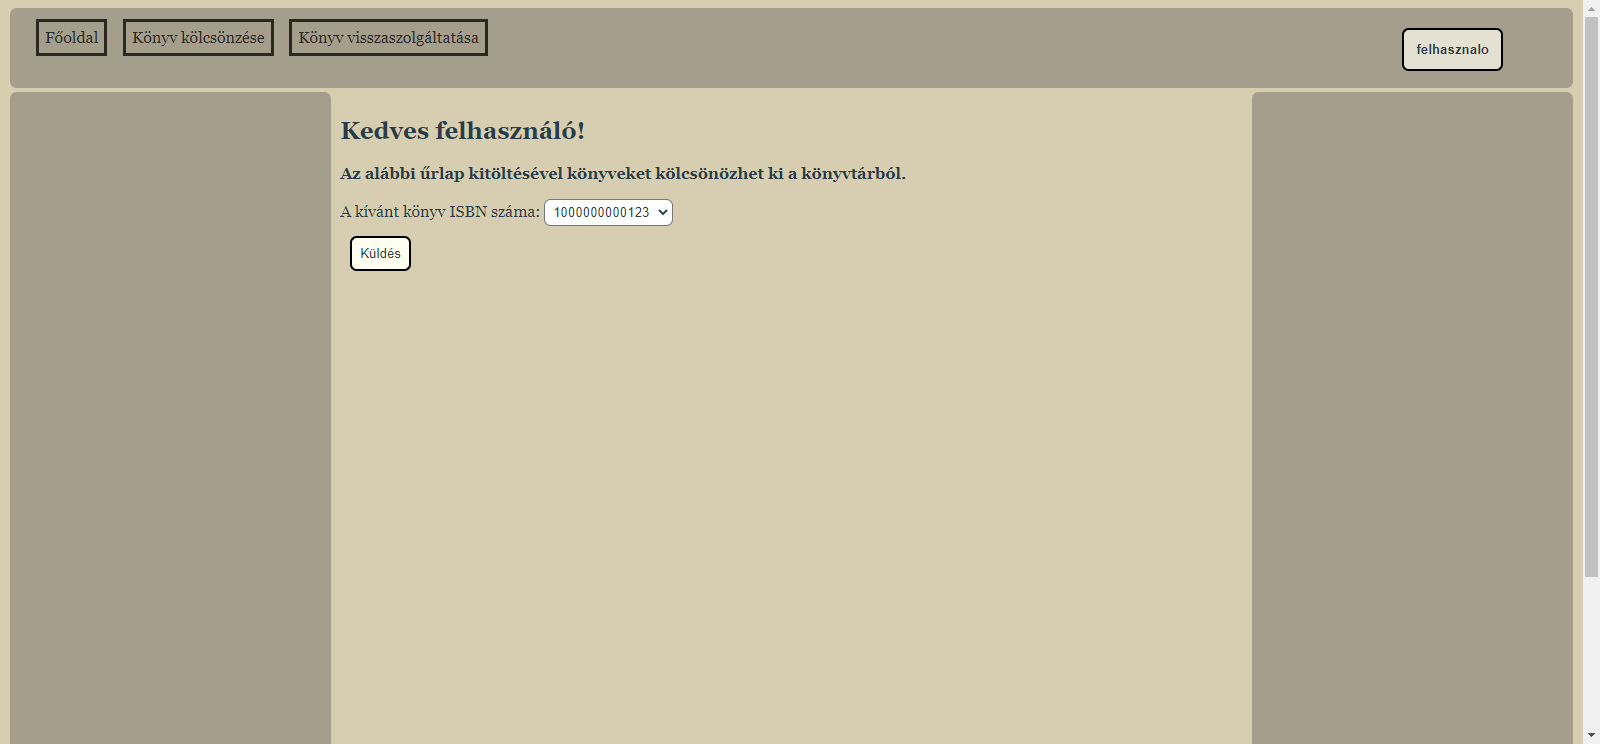 Főoldal
Könyv kölcsönzése
Könyv visszaszolgáltatása
felhasznalo
Kedves felhasználó!
Az alábbi űrlap kitöltésével könyveket kölcsönözhet ki a könyvtárból.
A kívánt könyv ISBN száma: 1000000000123
Küldés